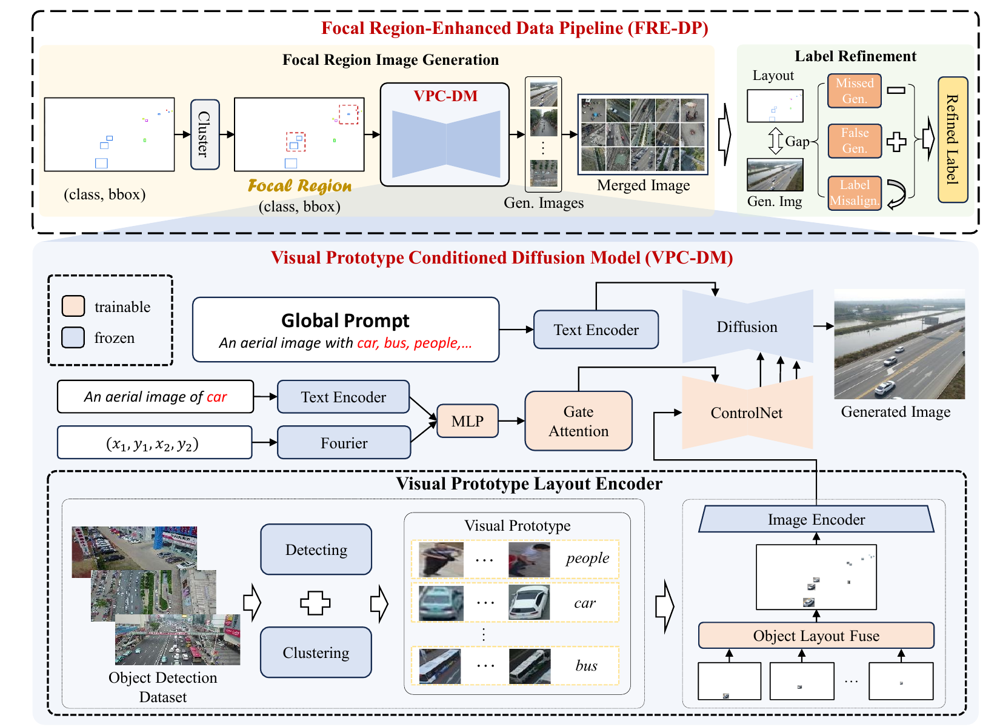 Focal Region-Enhanced Data Pipeline (FRE-DP)
Focal Region Image Generation
(class, bbox)
Cluster
Focal Region
(class, bbox)
VPC-DM
Gen. Images
Merged Image
Label Refinement
Layout
Gap
Gen. Img
Missed
Gen.
False
Gen.
Label
Misalign.
Refined Label
Visual Prototype Conditioned Diffusion Model (VPC-DM)
trainable
frozen
Global Prompt
An aerial image with car, bus, people,...
Text Encoder
Diffusion
An aerial image of car
Text Encoder
(x₁, y₁, x₂, y₂)
Fourier
MLP
Gate
Attention
ControlNet
Generated Image
Visual Prototype Layout Encoder
Object Detection
Dataset
Detecting
Clustering
Visual Prototype
... people
... car
⋮
... bus
Image Encoder
Object Layout Fuse
...